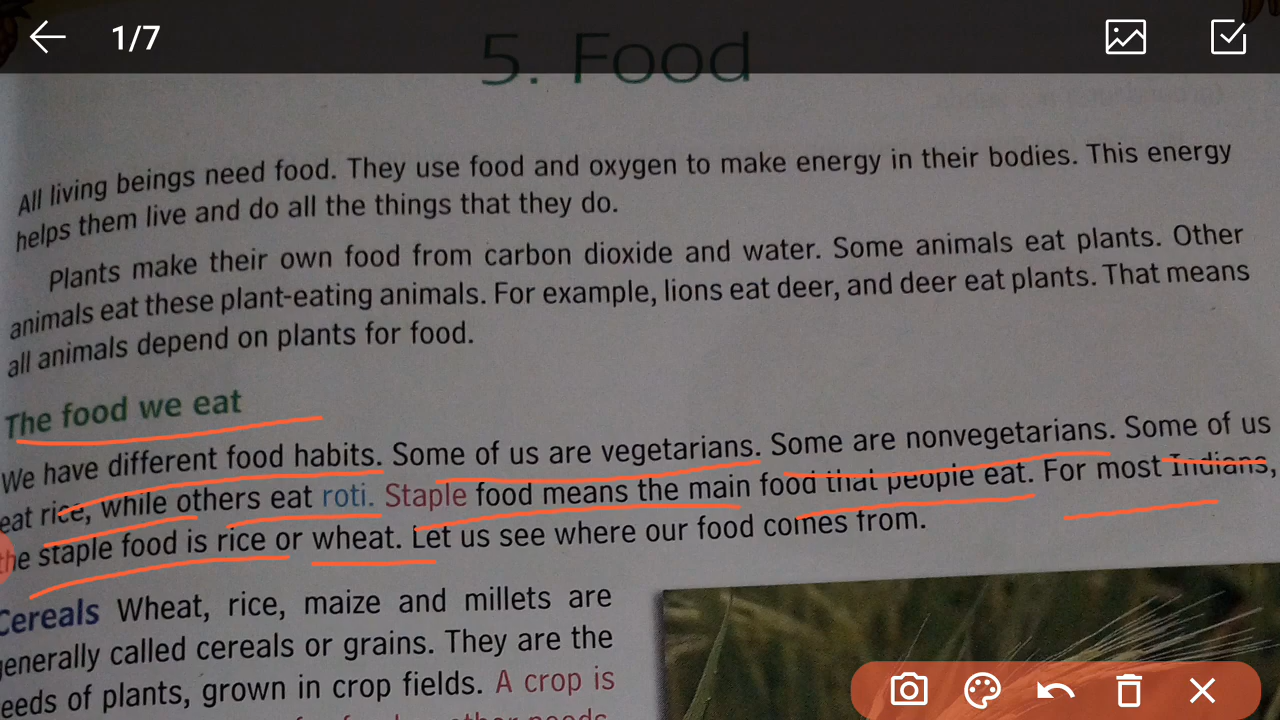 1/7
5. Food
All living beings need food. They use food and oxygen to make energy in their bodies. This energy
helps them live and do all the things that they do.
Plants make their own food from carbon dioxide and water. Some animals eat plants. Other
animals eat these plant-eating animals. For example, lions eat deer, and deer eat plants. That means
all animals depend on plants for food.
The food we eat
We have different food habits. Some of us are vegetarians. Some are nonvegetarians. Some of us
eat rice, while others eat roti. Staple food means the main food that people eat. For most Indians,
the staple food is rice or wheat. Let us see where our food comes from.
Cereals Wheat, rice, maize and millets are
generally called cereals or grains. They are the
eeds of plants, grown in crop fields. A crop is